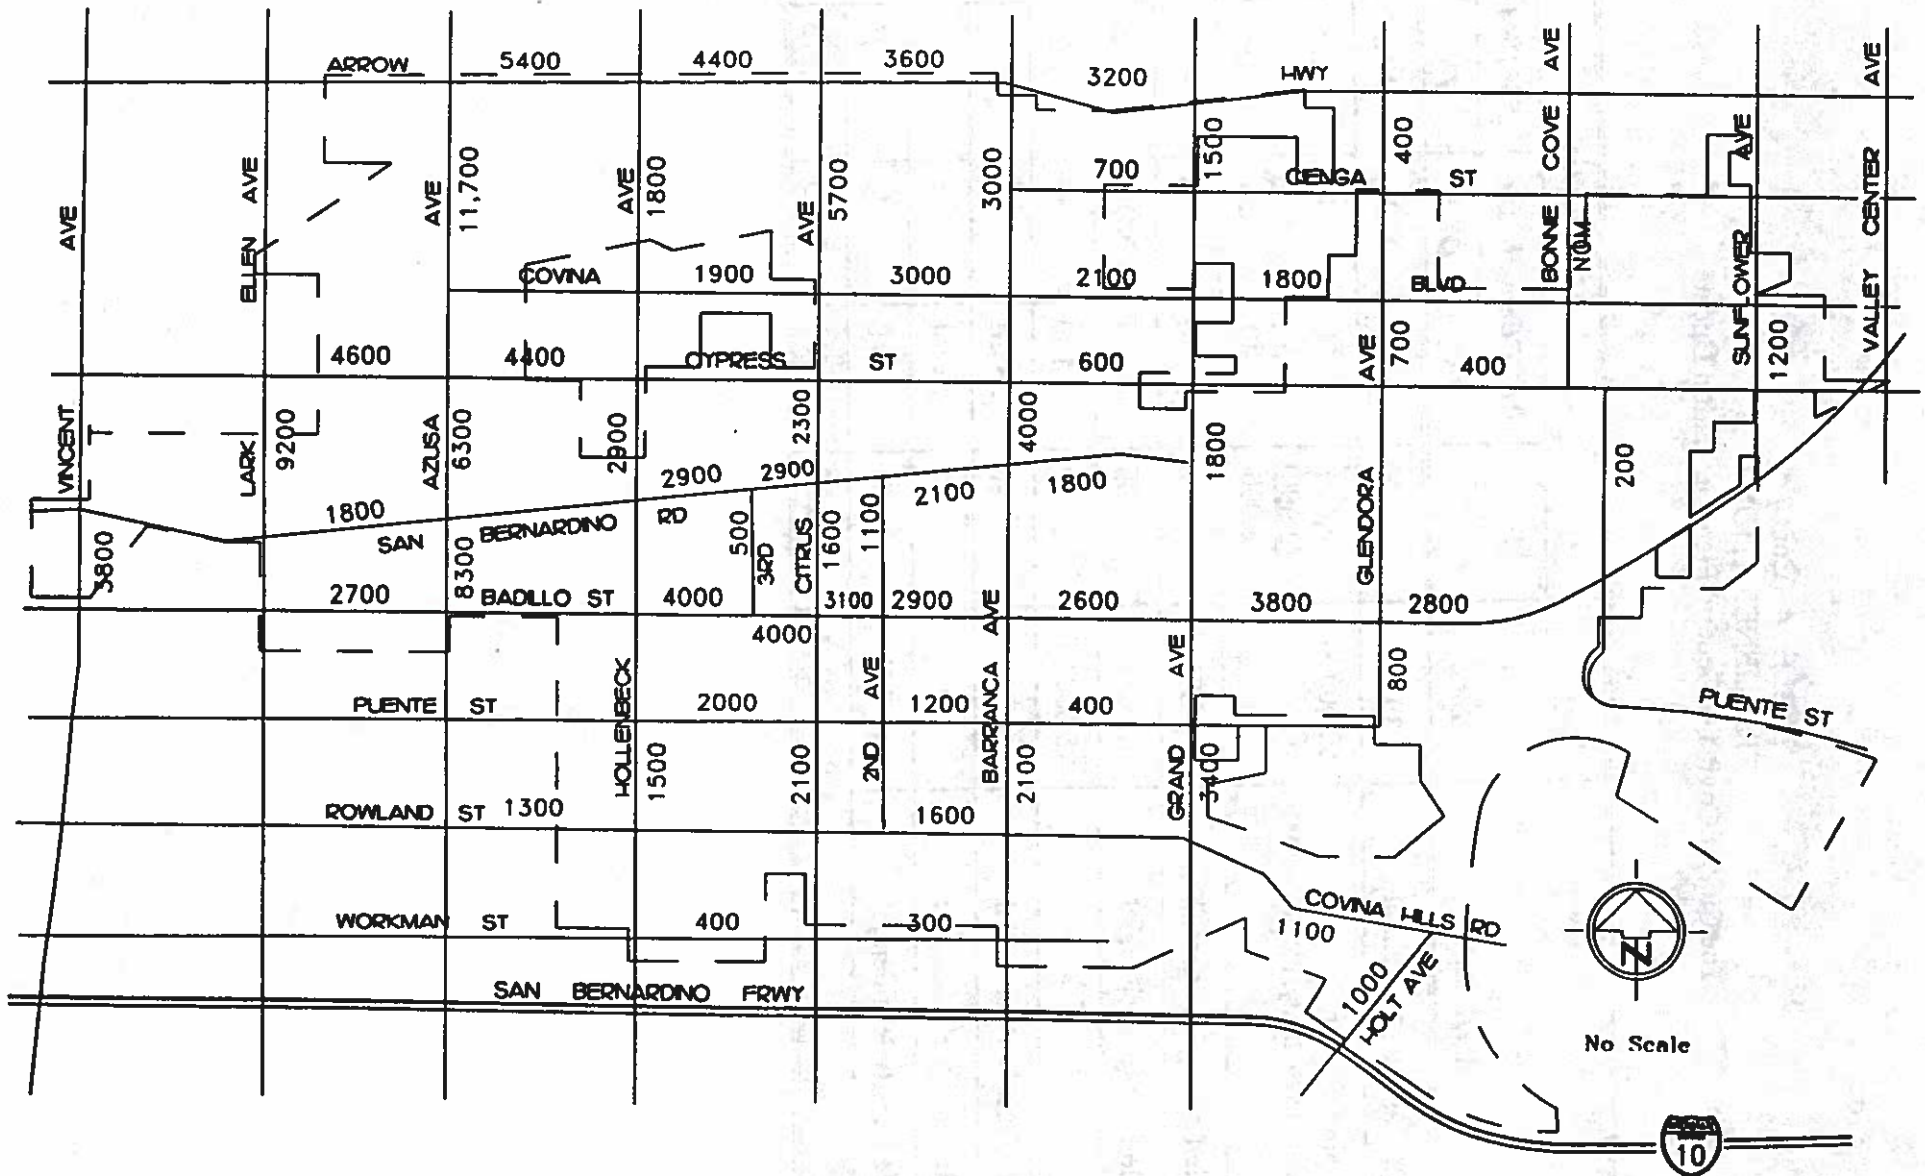 ARROW 5400 4400 3600 3200 HWY
AVE
AVE
ELLEN AVE
AVE
11,700
AVE
1800
AVE
5700
3000
700
1500
CIENGA ST
400
BONNIE COVE AVE
NOM
SUNFLOWER AVE
VALLEY CENTER AVE
COVINA 1900 3000 2100 1800 BLVD
4600 4400 CYPRESS ST 600 400
AVE
700
1200
VINCENT
LARK
9200
AZUSA
6300
2900
2300
4000
1800
GLENDORA
200
1800 2900 2900 2100 1800
SAN BERNARDINO RD
3800
8300
500
3RD
CITRUS
1600
1100
2700 BADILLO ST 4000 3100 2900 2600 3800 2800
4000
HOLLENBECK
2ND AVE
BARRANCA AVE
GRAND AVE
800
PUENTE ST 2000 1200 400
PUENTE ST
1500
2100
2100
3400
ROWLAND ST 1300 1600
WORKMAN ST 400 300
COVINA HILLS RD
1100
1000
HOLT AVE
SAN BERNARDINO FRWY
N
No Scale
10